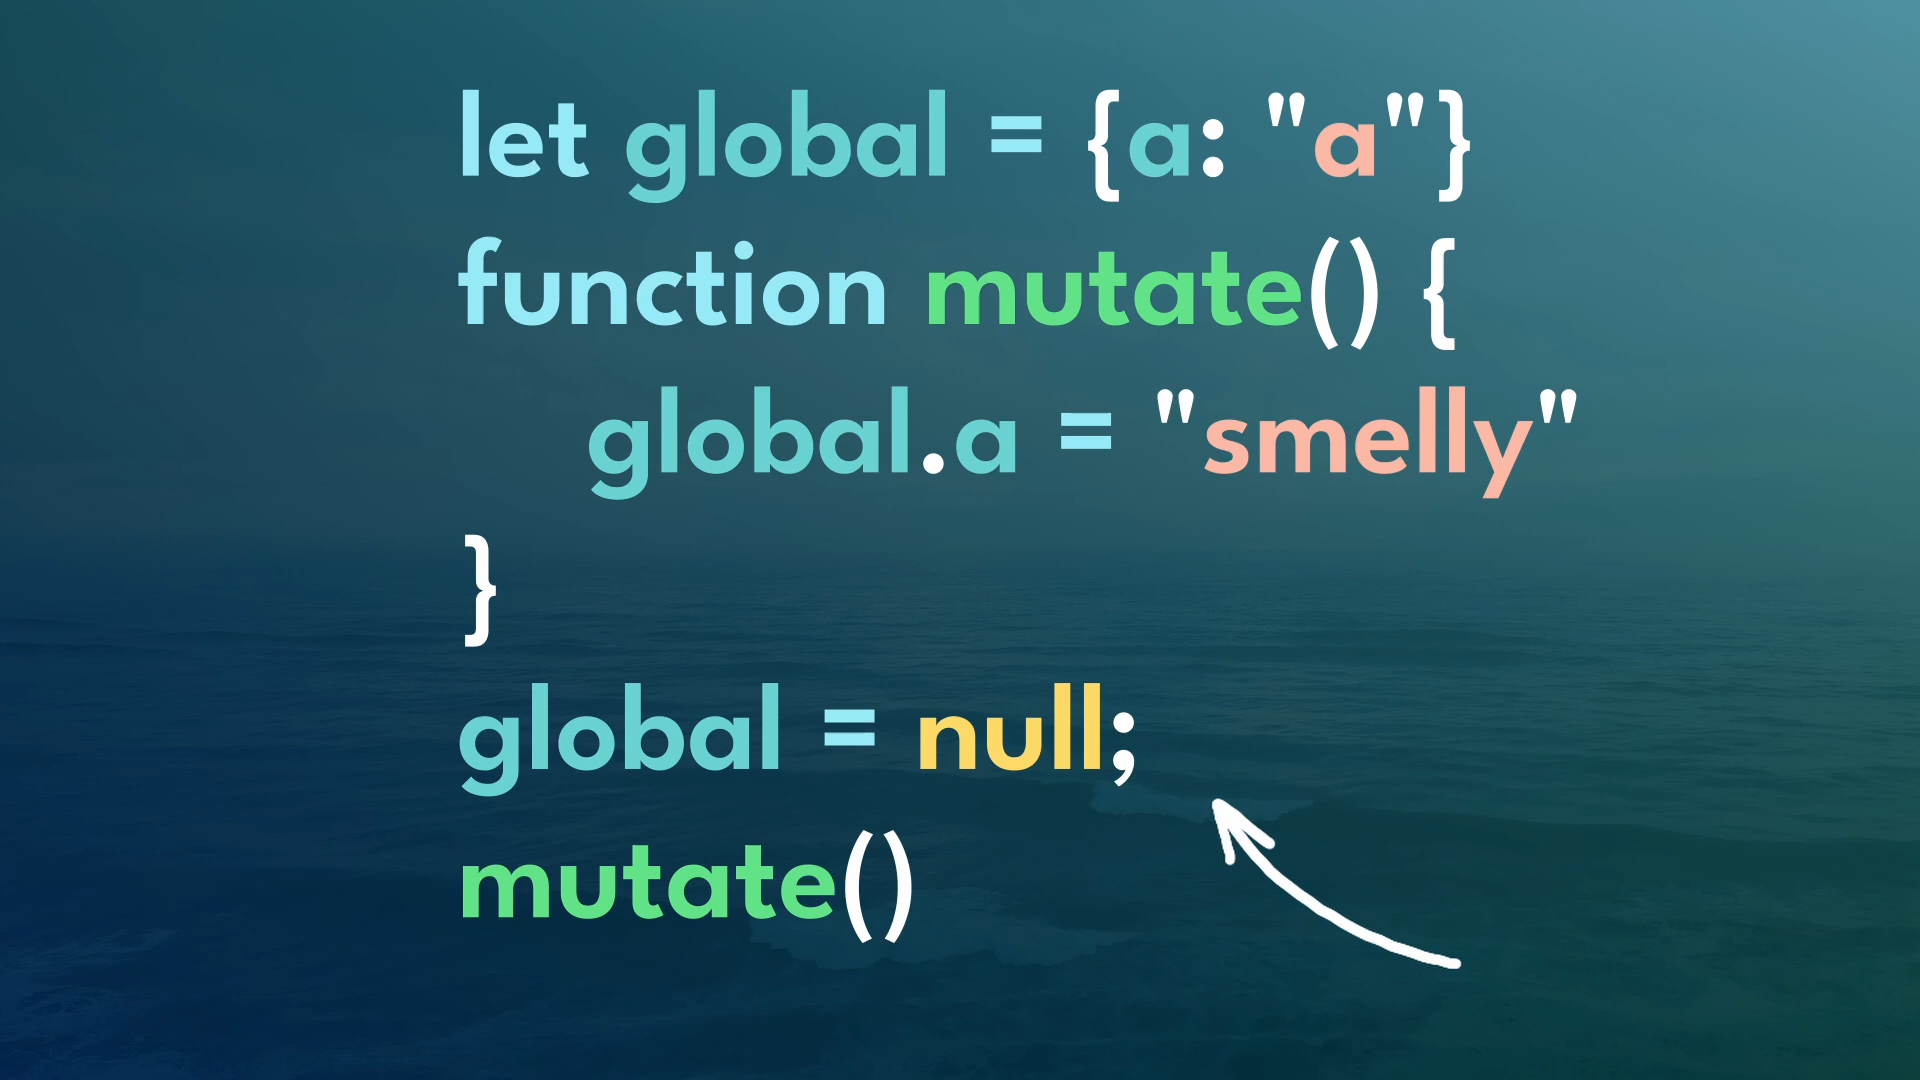 let global = {a: "a"}
function mutate() {
global.a = "smelly"
}
global = null;
mutate()